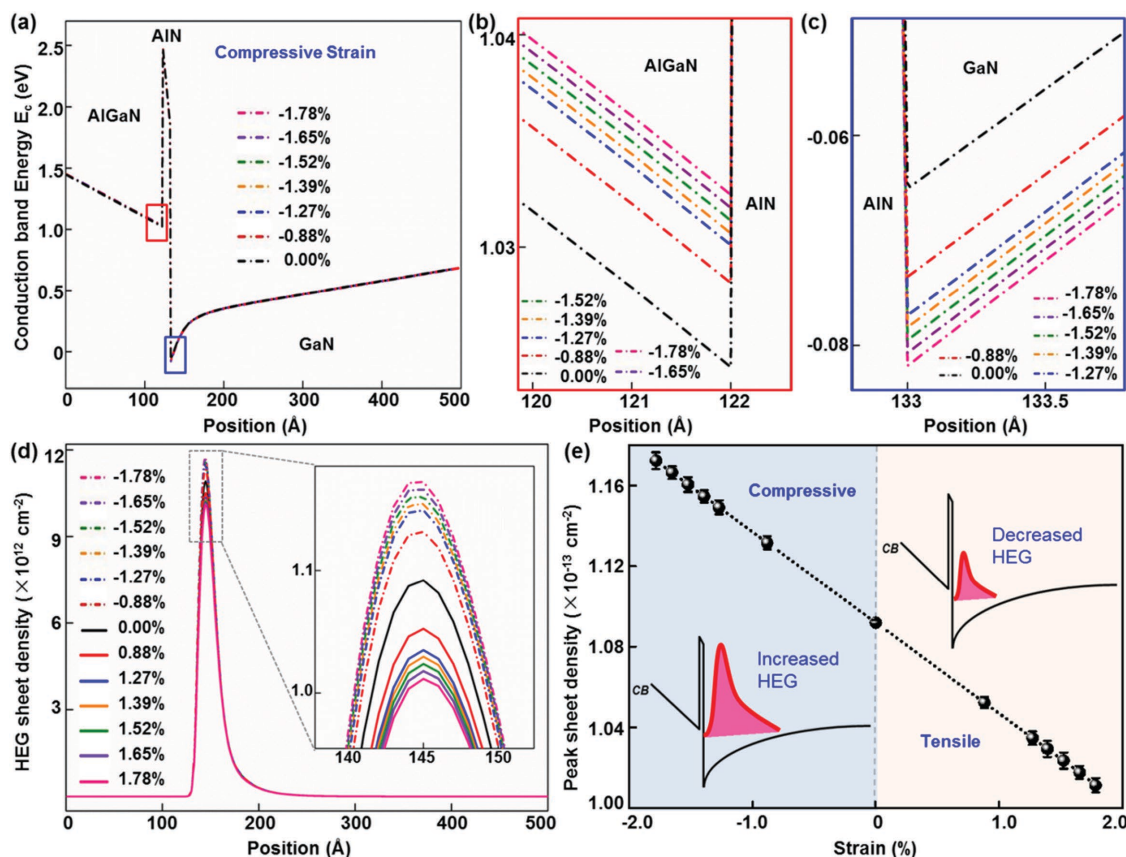 (a)
Conduction band Energy E_c (eV)
2.5
2.0
1.5
1.0
0.5
0
AlN
Compressive Strain
AlGaN
-1.78%
-1.65%
-1.52%
-1.39%
-1.27%
-0.88%
0.00%
GaN
0 100 200 300 400 500
Position (Å)
(b)
1.04
1.03
AlGaN
AlN
-1.52%
-1.39%
-1.27%
-0.88%
0.00%
-1.78%
-1.65%
120 121 122
Position (Å)
(c)
GaN
-0.06
AlN
-0.08
-0.88%
0.00%
-1.78%
-1.65%
-1.52%
-1.39%
-1.27%
133 133.5
Position (Å)
(d)
HEG sheet density (×10^12 cm^-2)
12
9
6
3
-1.78%
-1.65%
-1.52%
-1.39%
-1.27%
-0.88%
0.00%
0.88%
1.27%
1.39%
1.52%
1.65%
1.78%
1.11
1.0
140 145 150
0 100 200 300 400 500
Position (Å)
(e)
Peak sheet density (×10^-13 cm^-2)
1.16
1.12
1.08
1.04
1.00
Compressive
CB
Decreased
HEG
Increased
HEG
CB
Tensile
-2.0 -1.0 0 1.0 2.0
Strain (%)